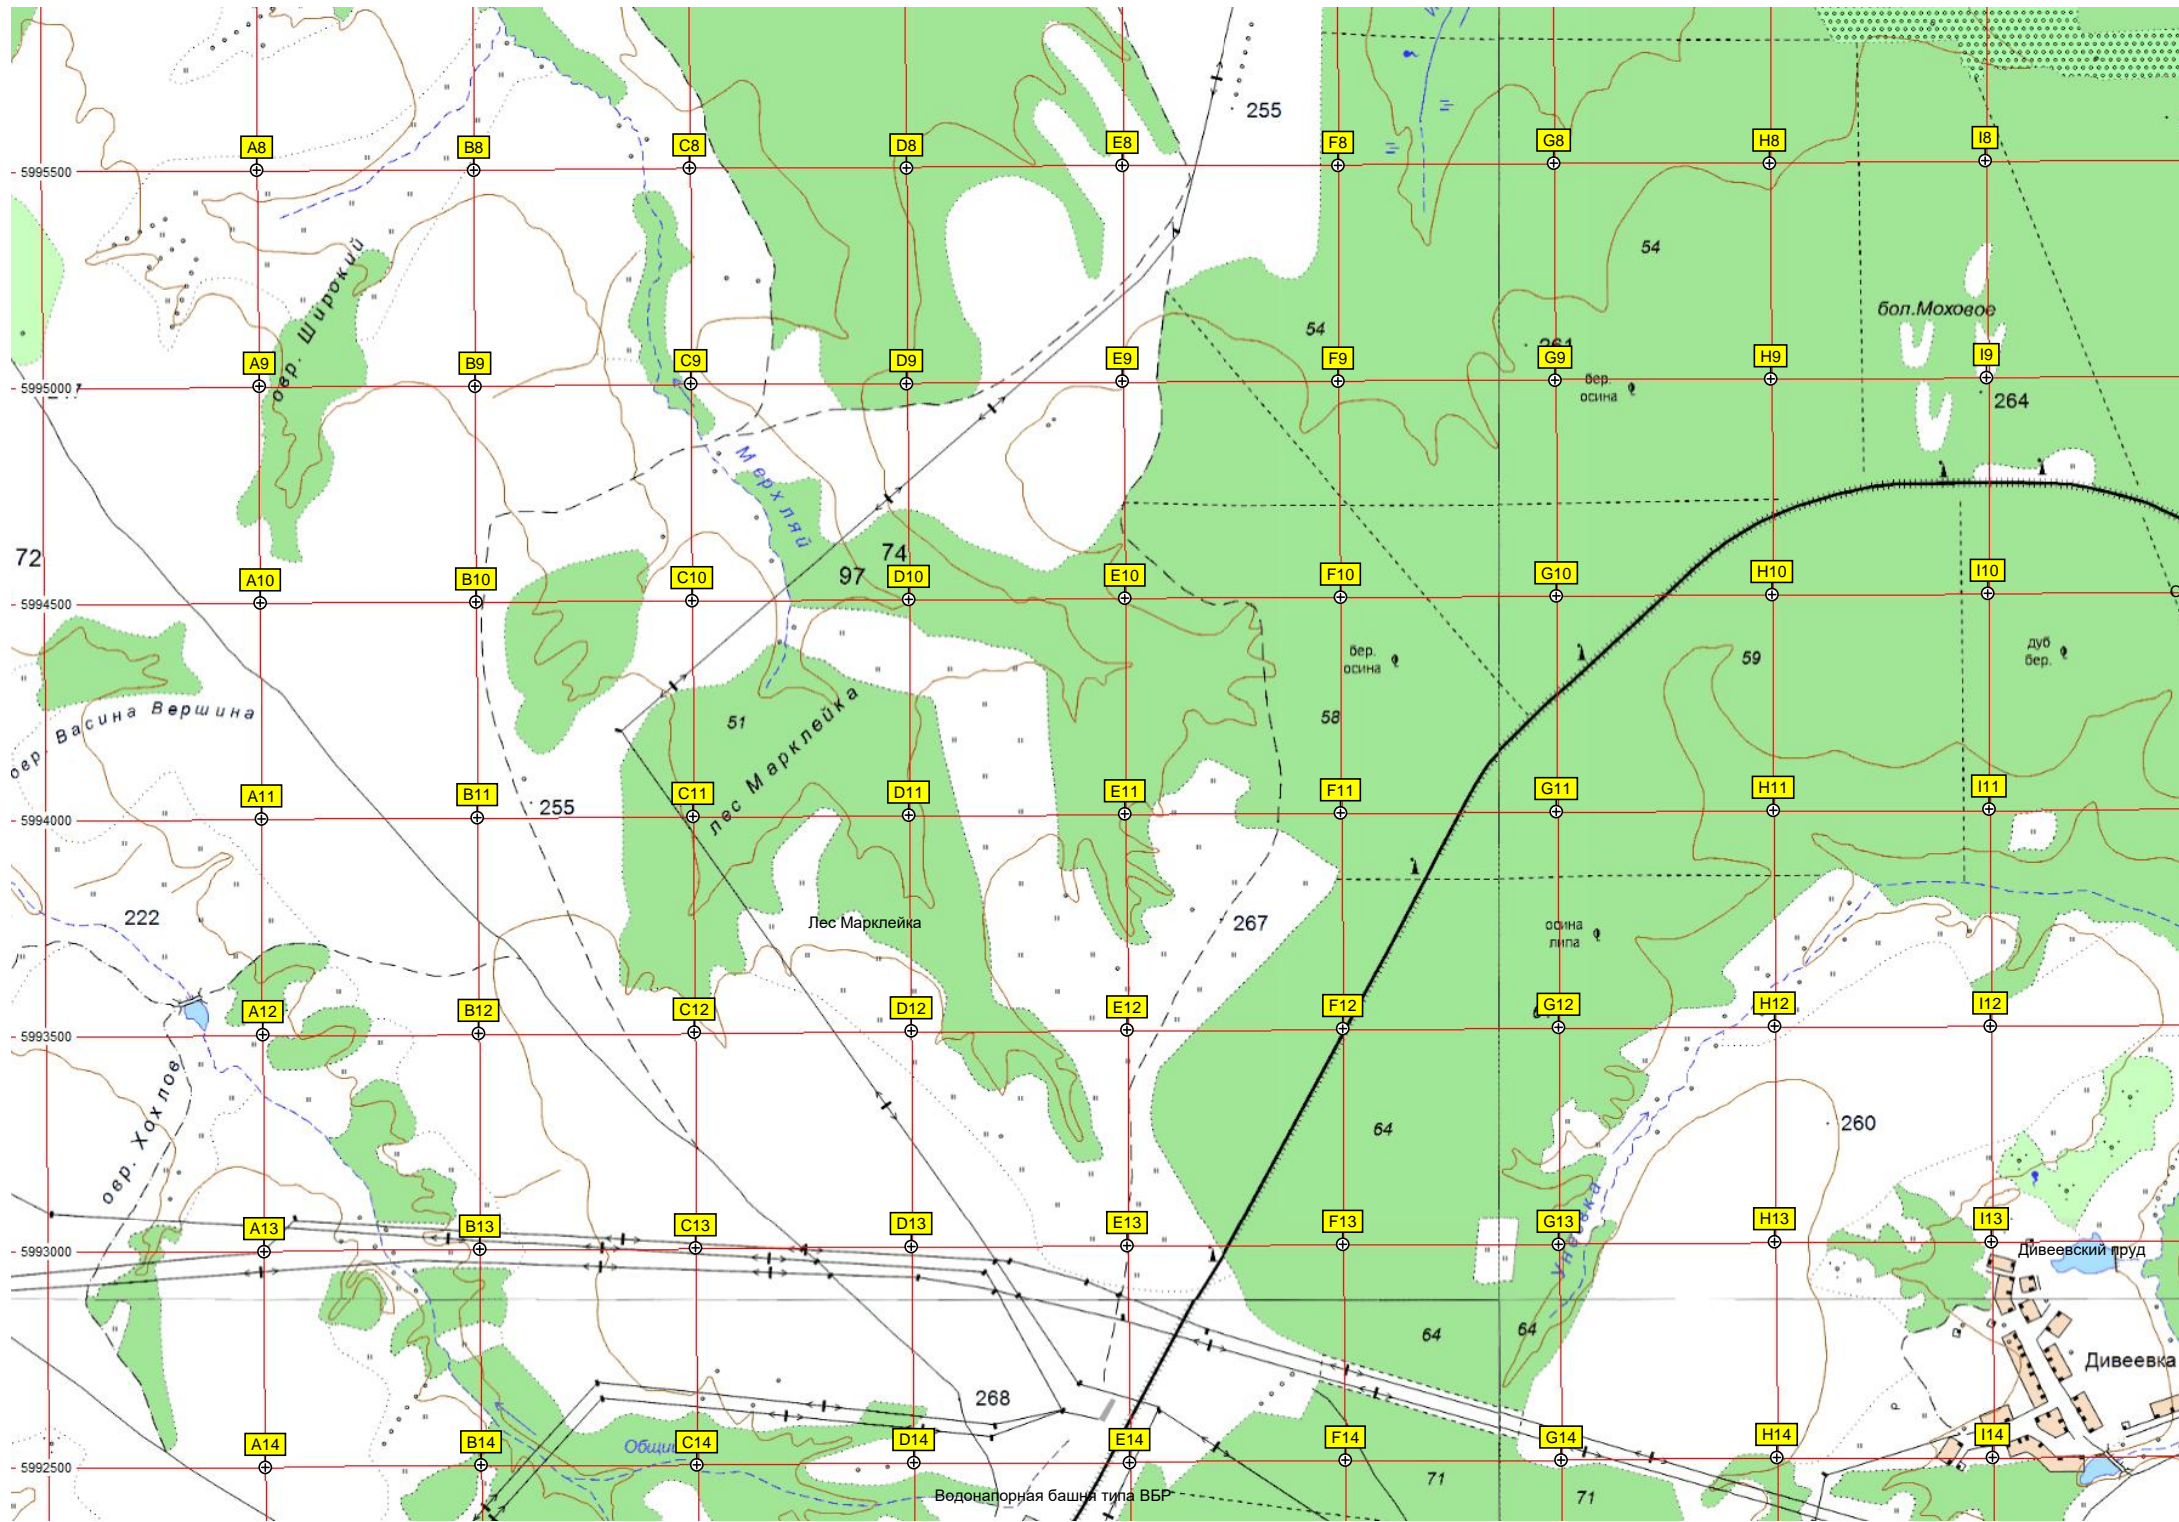 255
A8
B8
C8
D8
E8
F8
G8
H8
I8
5995500
54
овр. Широкий
бол.Моховое
54
A9
B9
C9
D9
E9
F9
G9
H9
I9
5995000
бер.
осина
264
Мерхляй
72
74
97
A10
B10
C10
D10
E10
F10
G10
H10
I10
5994500
бер.
осина
59
дуб
бер.
овр. Васина Вершина
51
58
лес Марклейка
A11
B11
C11
D11
E11
F11
G11
H11
I11
255
5994000
222
Лес Марклейка
267
осина
липа
A12
B12
C12
D12
E12
F12
G12
H12
I12
5993500
овр. Хохлов
64
260
A13
B13
C13
D13
E13
F13
G13
H13
I13
5993000
Дивеевский пруд
64
64
Дивеевка
268
A14
B14
C14
D14
E14
F14
G14
H14
I14
5992500
71
71
Водонапорная башня типа ВБР